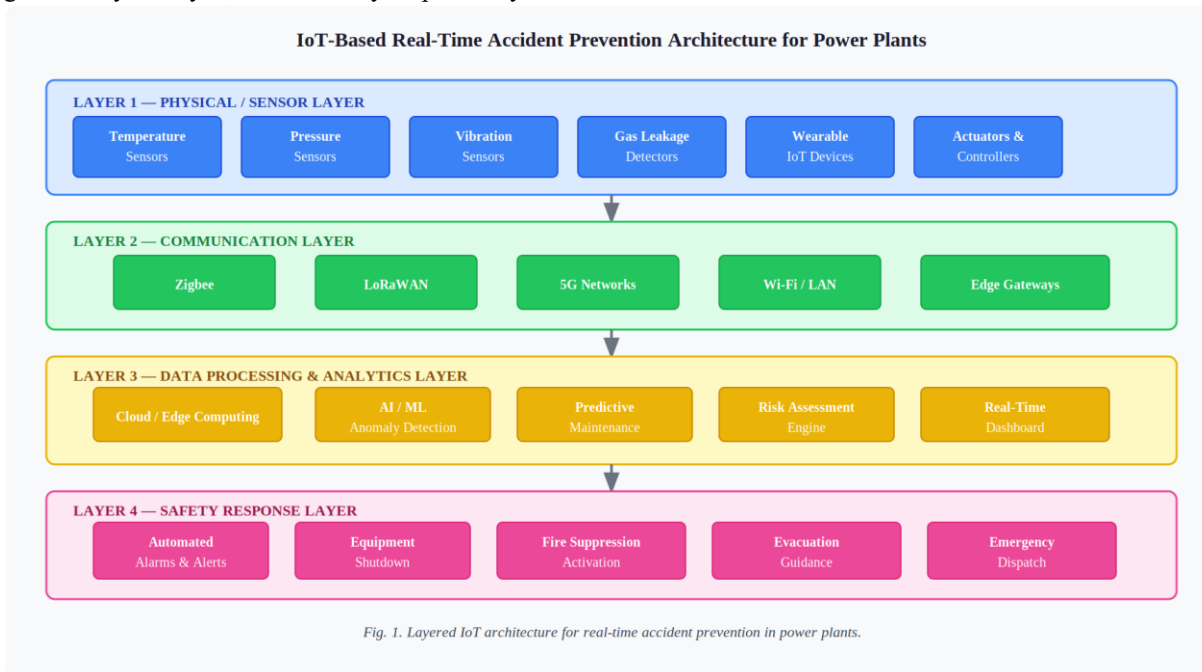 IoT-Based Real-Time Accident Prevention Architecture for Power Plants
LAYER 1 — PHYSICAL / SENSOR LAYER
Temperature
Sensors
Pressure
Sensors
Vibration
Sensors
Gas Leakage
Detectors
Wearable
IoT Devices
Actuators &
Controllers
LAYER 2 — COMMUNICATION LAYER
Zigbee
LoRaWAN
5G Networks
Wi-Fi / LAN
Edge Gateways
LAYER 3 — DATA PROCESSING & ANALYTICS LAYER
Cloud / Edge Computing
AI / ML
Anomaly Detection
Predictive
Maintenance
Risk Assessment
Engine
Real-Time
Dashboard
LAYER 4 — SAFETY RESPONSE LAYER
Automated
Alarms & Alerts
Equipment
Shutdown
Fire Suppression
Activation
Evacuation
Guidance
Emergency
Dispatch
Fig. 1. Layered IoT architecture for real-time accident prevention in power plants.